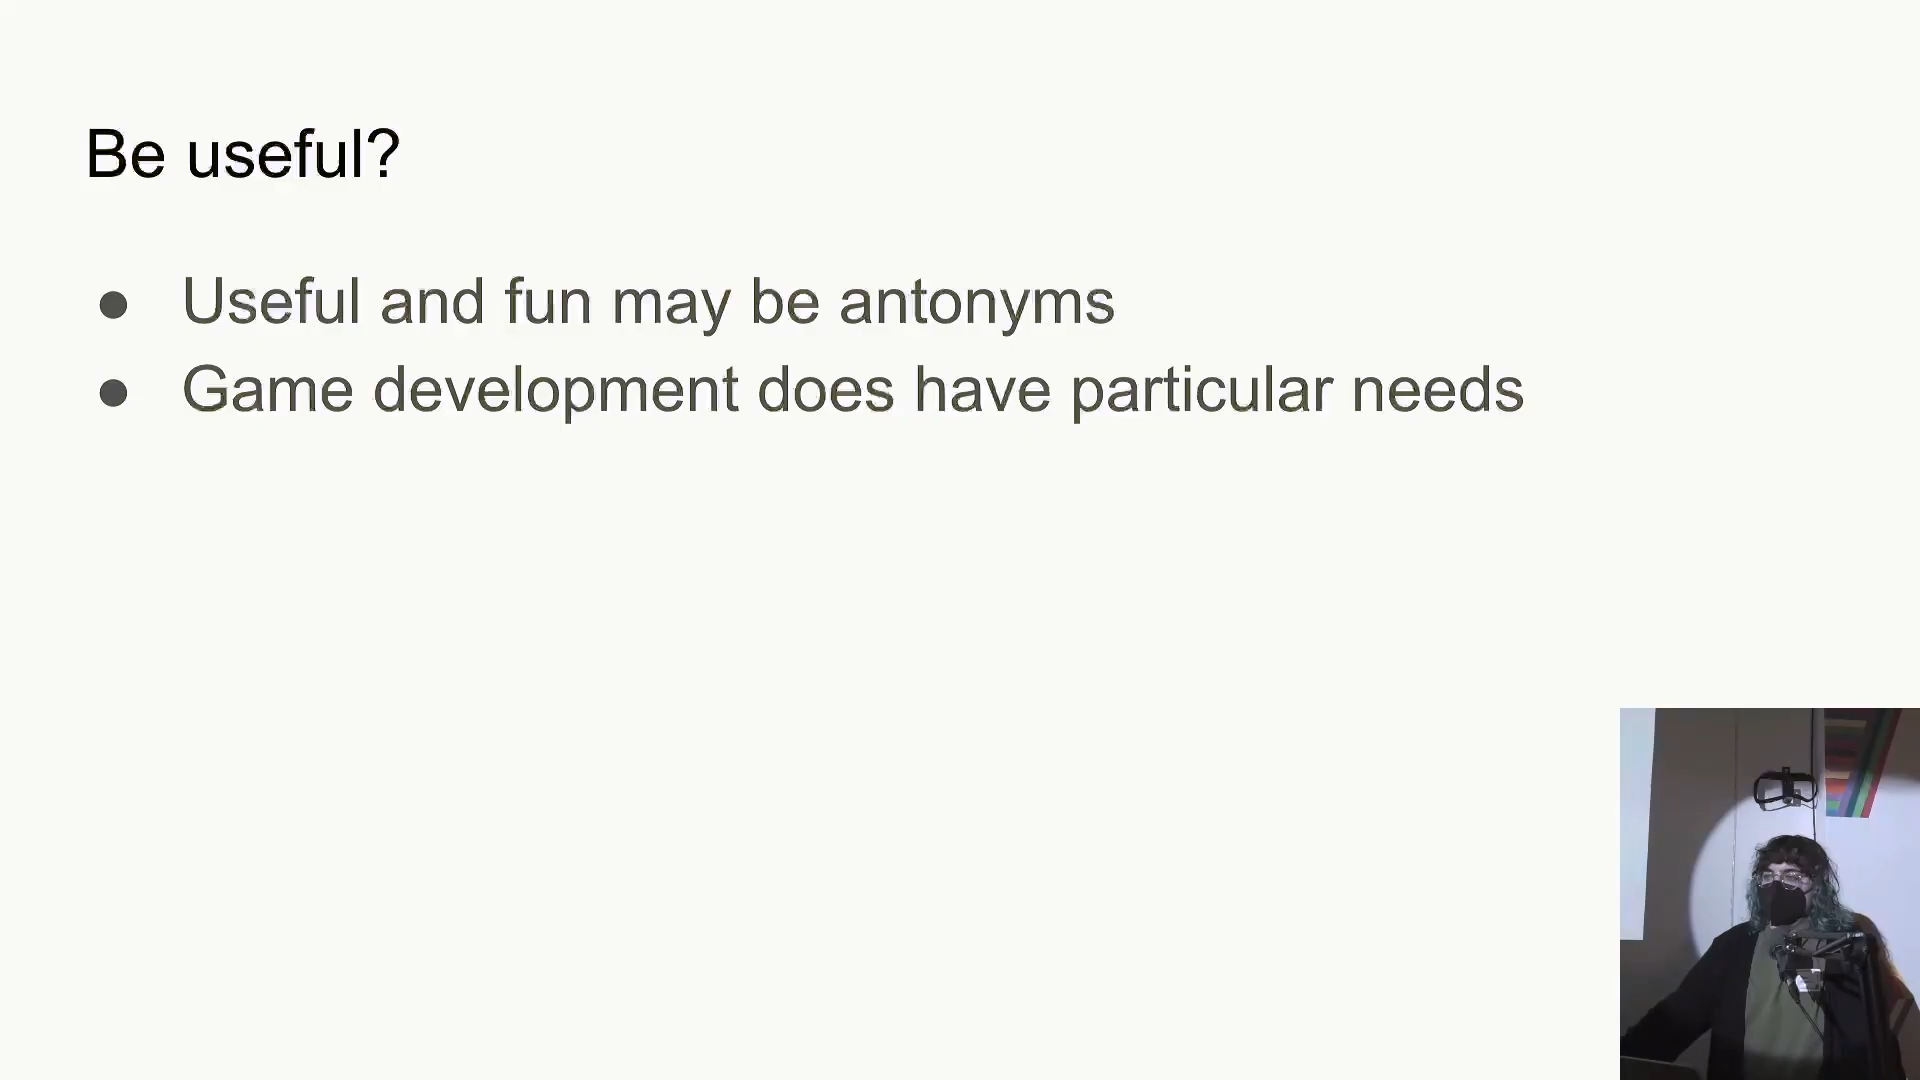 Be useful?
● Useful and fun may be antonyms
● Game development does have particular needs